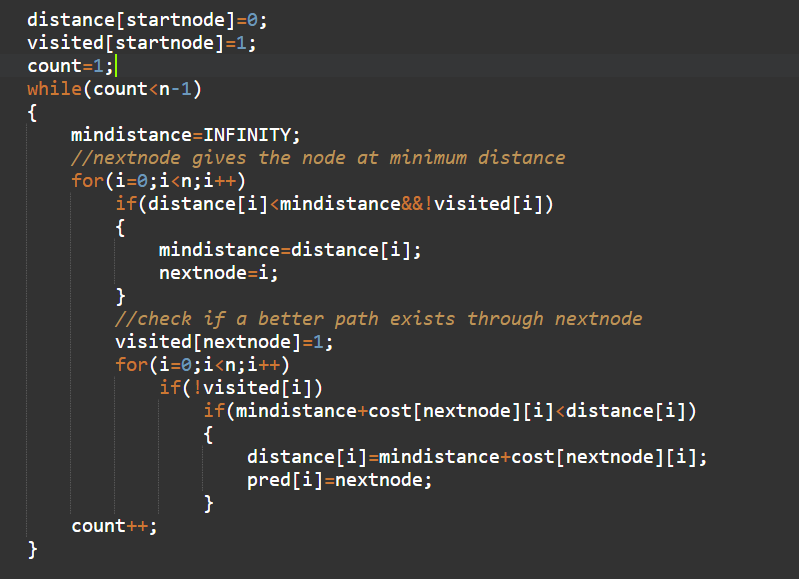 distance[startnode]=0;
visited[startnode]=1;
count=1;
while(count<n-1)
{
    mindistance=INFINITY;
    //nextnode gives the node at minimum distance
    for(i=0;i<n;i++)
        if(distance[i]<mindistance&&!visited[i])
        {
            mindistance=distance[i];
            nextnode=i;
        }
        //check if a better path exists through nextnode
        visited[nextnode]=1;
        for(i=0;i<n;i++)
            if(!visited[i])
                if(mindistance+cost[nextnode][i]<distance[i])
                {
                    distance[i]=mindistance+cost[nextnode][i];
                    pred[i]=nextnode;
                }
    count++;
}